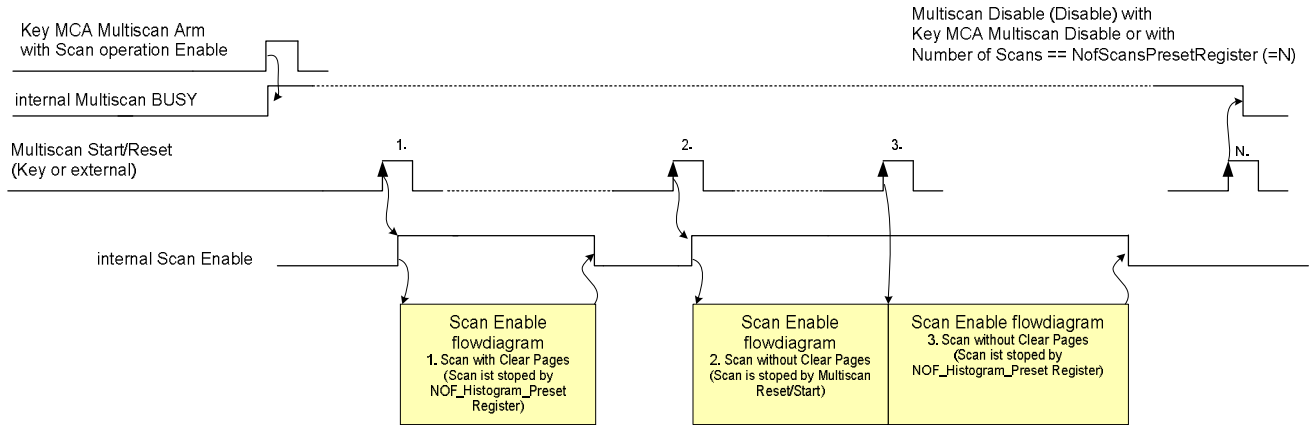 Key MCA Multiscan Arm
with Scan operation Enable
Multiscan Disable (Disable) with
Key MCA Multiscan Disable or with
Number of Scans == NofScansPresetRegister (=N)
internal Multiscan BUSY
Multiscan Start/Reset
(Key or external)
1-
2-
3-
N-
internal Scan Enable
Scan Enable
flowdiagram
1. Scan with Clear Pages
(Scan ist stoped by
NOF_Histogram_Preset
Register)
Scan Enable
flowdiagram
2. Scan without Clear Pages
(Scan is stoped by Multiscan
Reset/Start)
Scan Enable flowdiagram
3. Scan without Clear Pages
(Scan ist stoped by
NOF_Histogram_Preset Register)